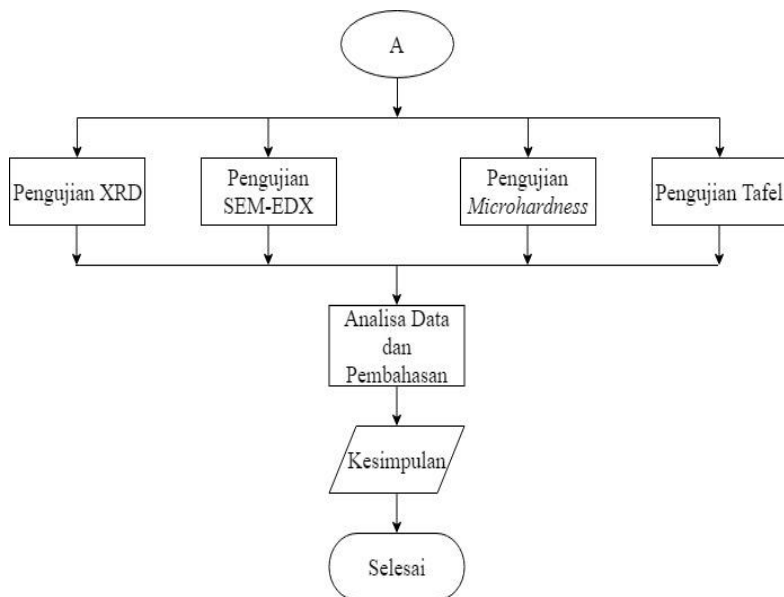 A
Pengujian XRD
Pengujian
SEM-EDX
Pengujian
Microhardness
Pengujian Tafel
Analisa Data
dan
Pembahasan
Kesimpulan
Selesai